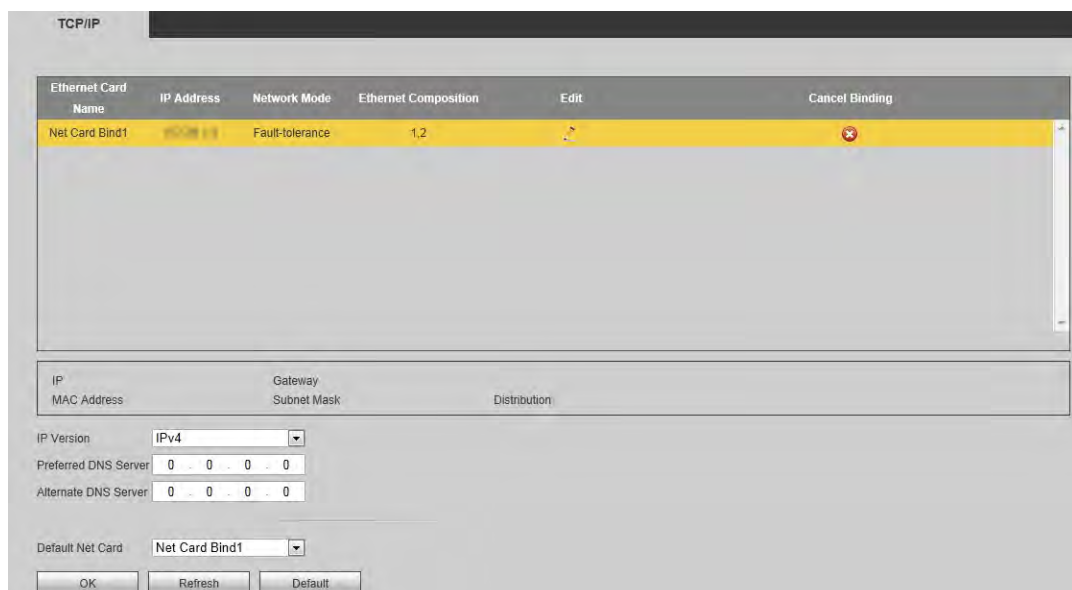 TCP/IP
Ethernet Card Name IP Address Network Mode Ethernet Composition Edit Cancel Binding
Net Card Bind1 Fault-tolerance 1,2
IP Gateway
MAC Address Subnet Mask Distribution
IP Version IPv4
Preferred DNS Server 0 . 0 . 0 . 0
Alternate DNS Server 0 . 0 . 0 . 0
Default Net Card Net Card Bind1
OK Refresh Default